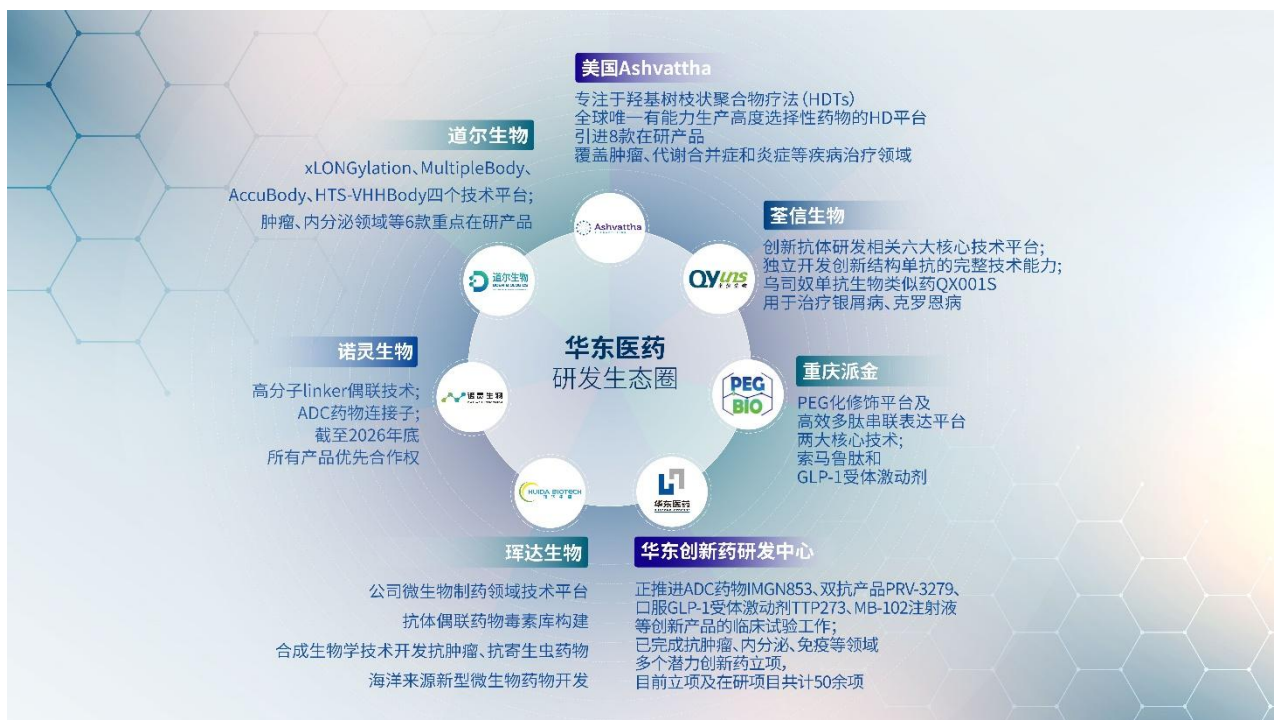 美国Ashvattha
专注于羟基树枝状聚合物疗法(HDTs)
全球唯一有能力生产高度选择性药物的HD平台
引进8款在研产品
覆盖肿瘤、代谢合并症和炎症等疾病治疗领域
道尔生物
xLONGylation、MultipleBody、
AccuBody、HTS-VHHBody四个技术平台;
肿瘤、内分泌领域等6款重点在研产品
荃信生物
创新抗体研发相关六大核心技术平台;
独立开发创新结构单抗的完整技术能力;
乌司奴单抗生物类似药QX001S
用于治疗银屑病、克罗恩病
Ashvattha
道尔生物
QYuns
华东医药
研发生态圈
诺灵生物
高分子linker偶联技术;
ADC药物连接子;
截至2026年底
所有产品优先合作权
诺灵生物
PEG
BIO
重庆派金
PEG化修饰平台及
高效多肽串联表达平台
两大核心技术;
索马鲁肽和
GLP-1受体激动剂
HUIDA BIOTECH
华东医药
珲达生物
公司微生物制药领域技术平台
抗体偶联药物毒素库构建
合成生物学技术开发抗肿瘤、抗寄生虫药物
海洋来源新型微生物药物开发
华东创新药研发中心
正推进ADC药物IMGN853、双抗产品PRV-3279、
口服GLP-1受体激动剂TTP273、MB-102注射液
等创新产品的临床试验工作;
已完成抗肿瘤、内分泌、免疫等领域
多个潜力创新药立项,
目前立项及在研项目共计50余项